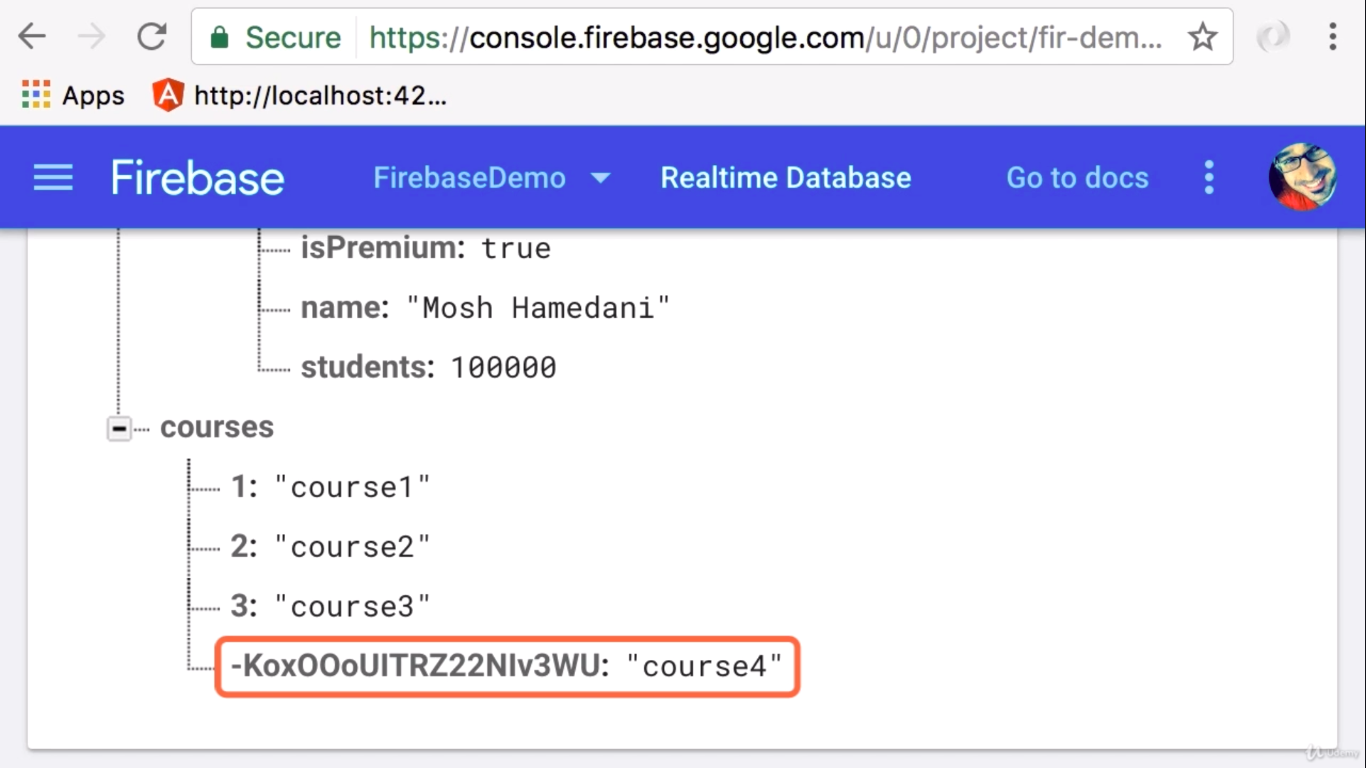 Secure https://console.firebase.google.com/u/0/project/fir-dem...
Apps http://localhost:42...
Firebase FirebaseDemo Realtime Database Go to docs
isPremium: true
name: "Mosh Hamedani"
students: 100000
courses
1: "course1"
2: "course2"
3: "course3"
-KoxOOoUITRZ22NIv3WU: "course4"
Udemy